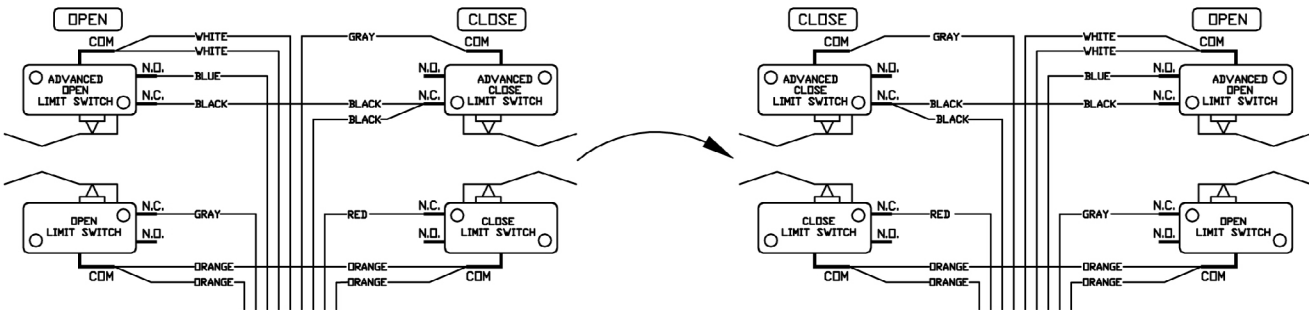 OPEN
COM
WHITE
WHITE
ADVANCED
OPEN
LIMIT SWITCH
N.O.
BLUE
N.C.
BLACK
CLOSE
GRAY
COM
N.O.
ADVANCED
CLOSE
LIMIT SWITCH
BLACK
N.C.
BLACK
OPEN
LIMIT SWITCH
N.C.
GRAY
N.O.
COM
ORANGE
ORANGE
RED
N.C.
CLOSE
LIMIT SWITCH
N.O.
ORANGE
ORANGE
COM
CLOSE
COM
GRAY
ADVANCED
CLOSE
LIMIT SWITCH
N.O.
N.C.
BLACK
BLACK
OPEN
WHITE
WHITE
COM
BLUE
N.O.
ADVANCED
OPEN
LIMIT SWITCH
BLACK
N.C.
CLOSE
LIMIT SWITCH
N.C.
RED
N.O.
COM
ORANGE
ORANGE
GRAY
N.C.
OPEN
LIMIT SWITCH
N.O.
ORANGE
ORANGE
COM